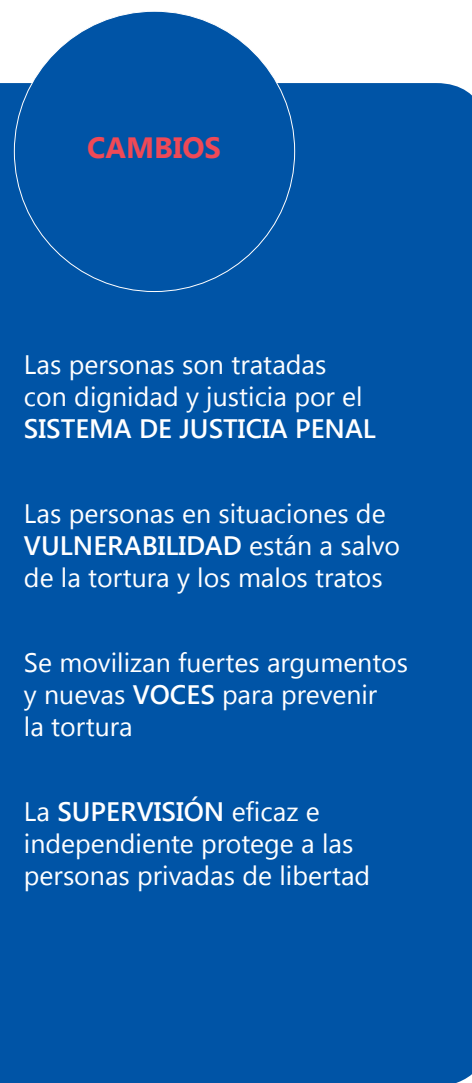 CAMBIOS
Las personas son tratadas
con dignidad y justicia por el
SISTEMA DE JUSTICIA PENAL
Las personas en situaciones de
VULNERABILIDAD están a salvo
de la tortura y los malos tratos
Se movilizan fuertes argumentos
y nuevas VOCES para prevenir
la tortura
La SUPERVISIÓN eficaz e
independiente protege a las
personas privadas de libertad